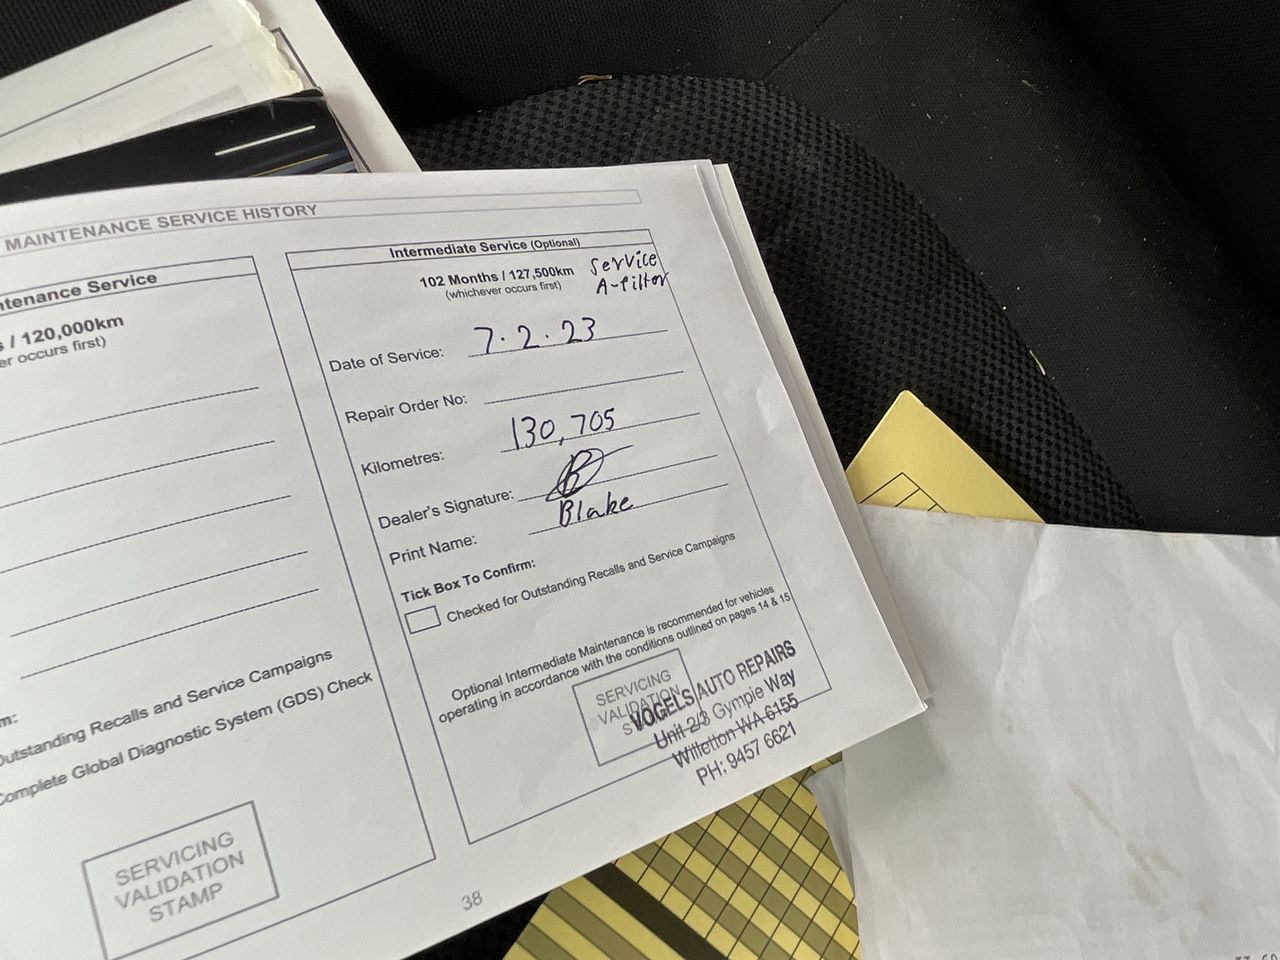 MAINTENANCE SERVICE HISTORY
ntenance Service
/ 120,000km
er occurs first)
Outstanding Recalls and Service Campaigns
Complete Global Diagnostic System (GDS) Check
SERVICING
VALIDATION
STAMP
Intermediate Service (Optional)
102 Months / 127,500km
(whichever occurs first)
Service
A-filter
Date of Service: 7.2.23
Repair Order No:
Kilometres: 130,705
Dealer's Signature:
Print Name: Blake
Tick Box To Confirm:
Checked for Outstanding Recalls and Service Campaigns
Optional Intermediate Maintenance is recommended for vehicles
operating in accordance with the conditions outlined on pages 14 & 15
SERVICING
VALIDATION
VOGELS AUTO REPAIRS
Unit 2/3 Gympie Way
Willetton WA 6155
PH: 9457 6621
38